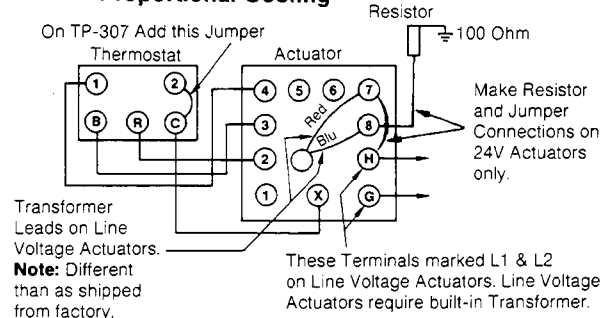 Proportional Cooling
Resistor
100 Ohm
On TP-307 Add this Jumper
Thermostat
Actuator
1 2
B R C
4 5 6 7
3 8
2 H
1 X G
Red
Blu
Make Resistor
and Jumper
Connections on
24V Actuators
only.
Transformer
Leads on Line
Voltage Actuators.
Note: Different
than as shipped
from factory.
These Terminals marked L1 & L2
on Line Voltage Actuators. Line Voltage
Actuators require built-in Transformer.